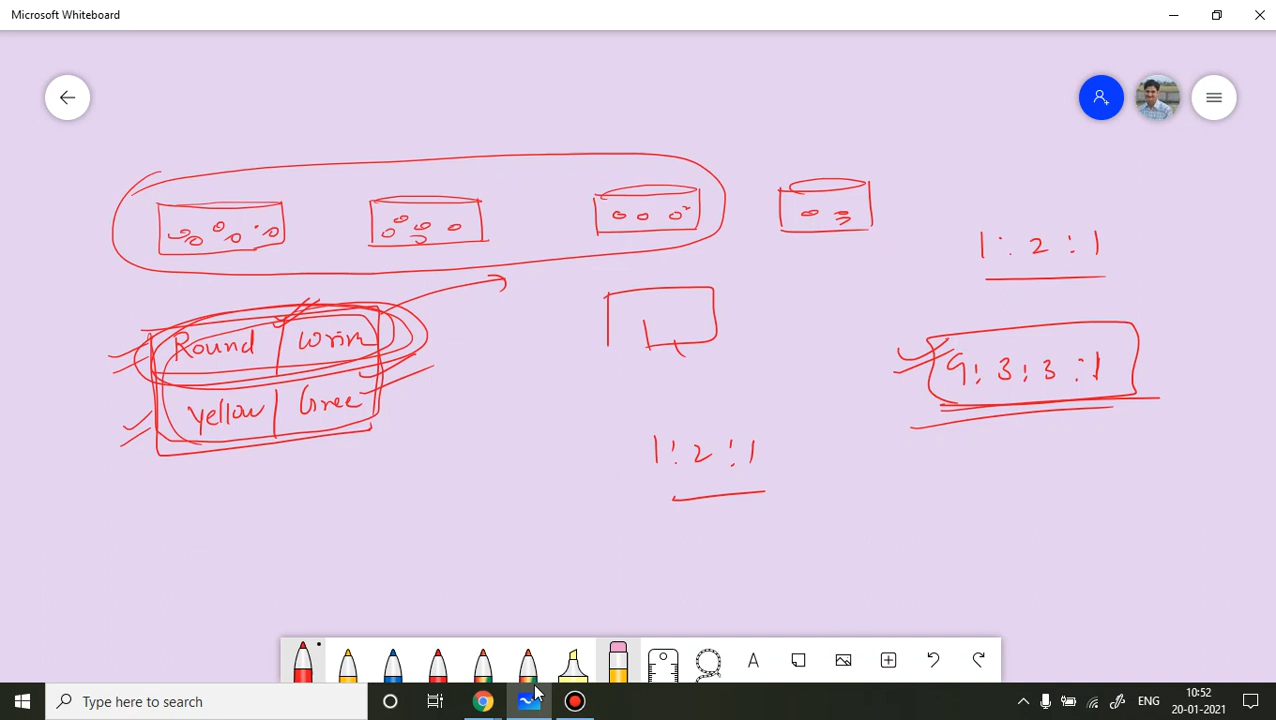 Microsoft Whiteboard
1 : 2 : 1
Round Wrin
9 : 3 : 3 : 1
Yellow Gree
1 : 2 : 1
A
Type here to search
ENG
10:52
20-01-2021